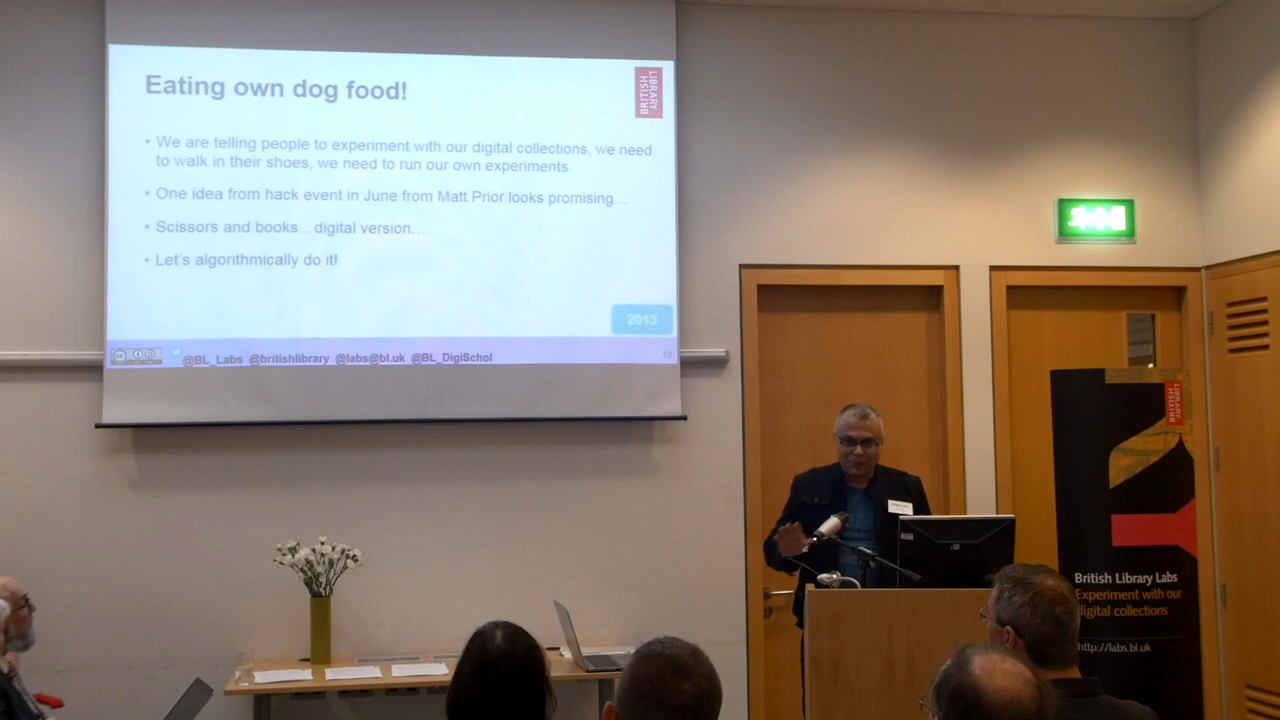 Eating own dog food!
BRITISH
LIBRARY
• We are telling people to experiment with our digital collections, we need
to walk in their shoes, we need to run our own experiments.
• One idea from hack event in June from Matt Prior looks promising…
• Scissors and books…digital version…
• Let's algorithmically do it!
2013
@BL_Labs @britishlibrary @labs@bl.uk @BL_DigiSchol
19
BRITISH
LIBRARY
British Library Labs
Experiment with our
digital collections
http://labs.bl.uk